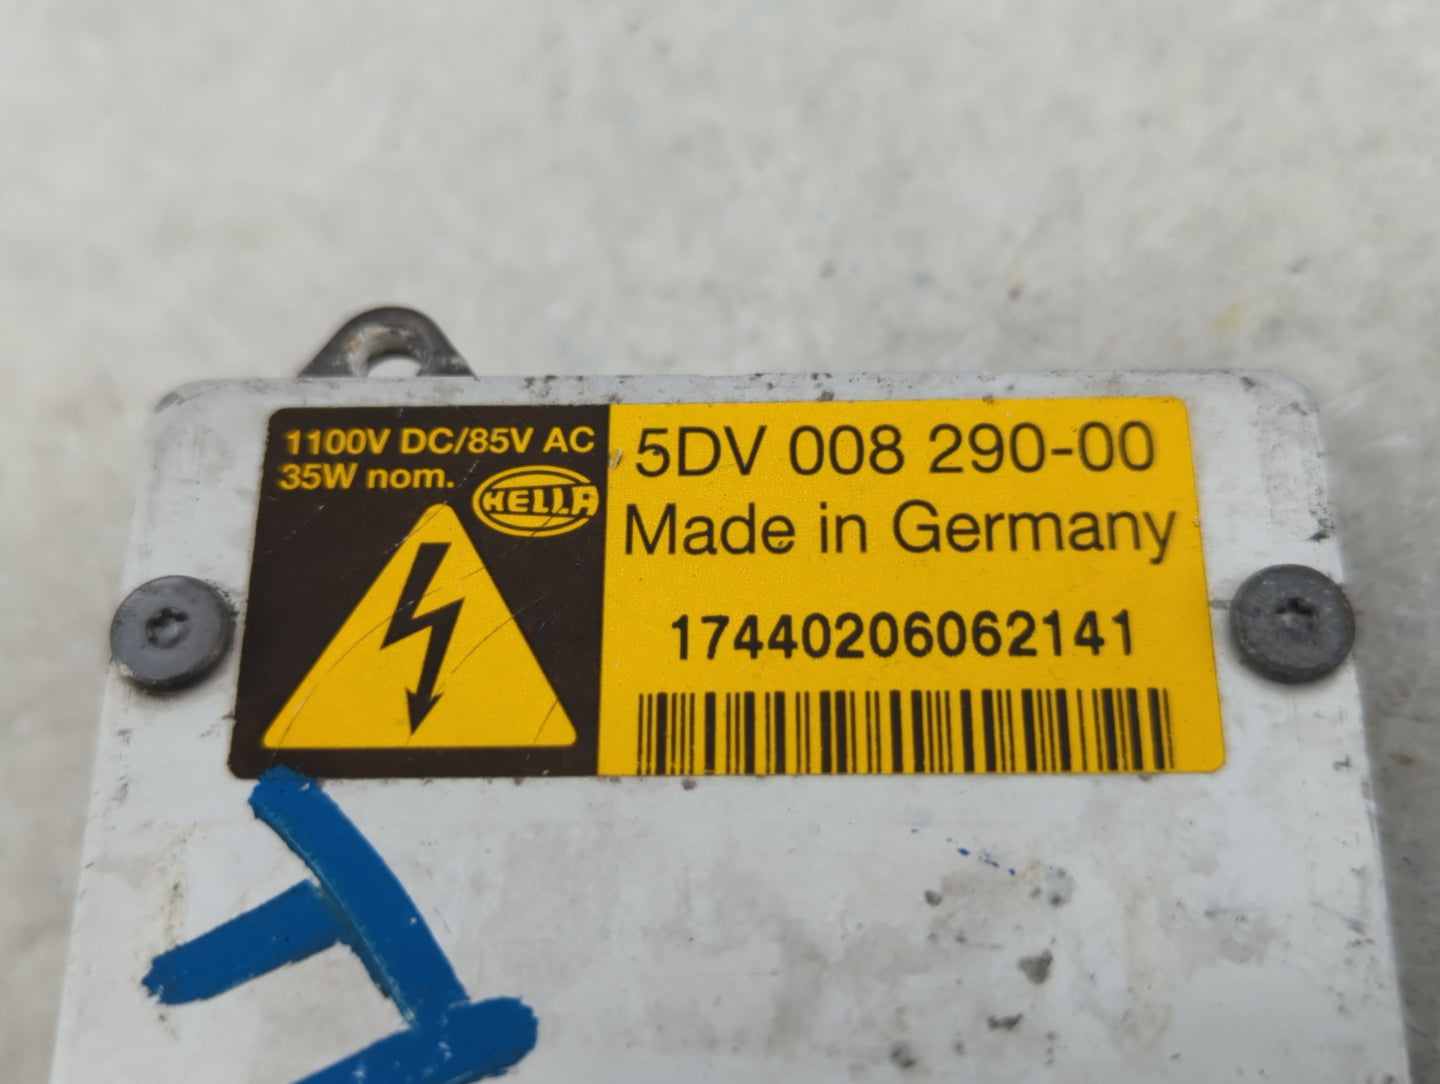 1100V DC/85V AC
35W nom.
HELLA
5DV 008 290-00
Made in Germany
17440206062141